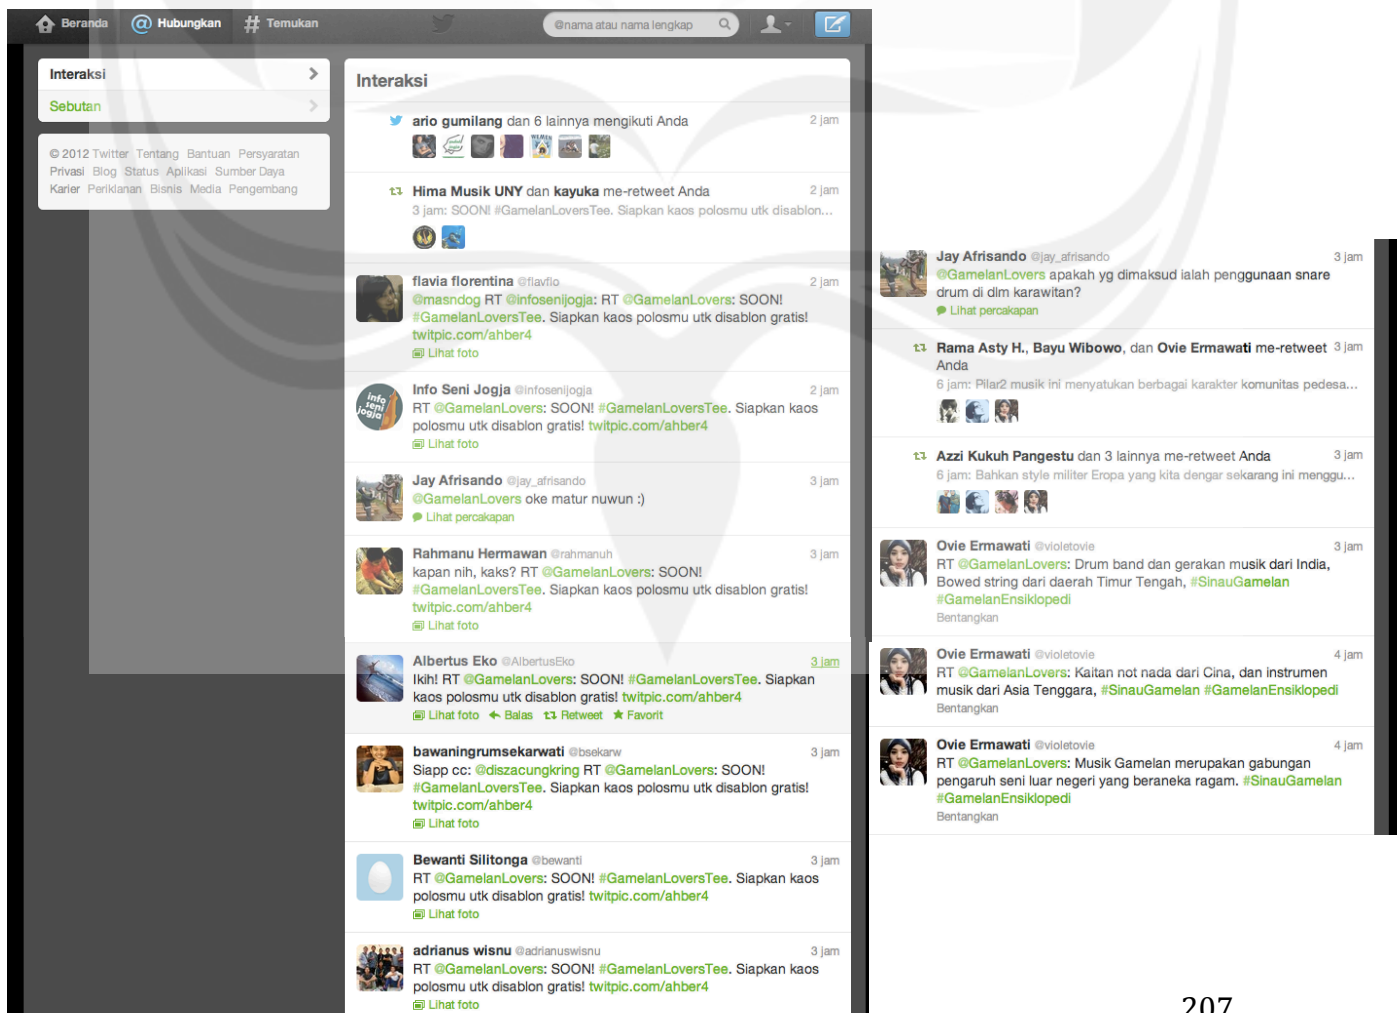 Beranda Hubungkan Temukan @nama atau nama lengkap
Interaksi
Sebutan
© 2012 Twitter Tentang Bantuan Persyaratan
Privasi Blog Status Aplikasi Sumber Daya
Karier Periklanan Bisnis Media Pengembang
Interaksi
ario gumilang dan 6 lainnya mengikuti Anda 2 jam
Hima Musik UNY dan kayuka me-retweet Anda 2 jam
3 jam: SOON! #GamelanLoversTee. Siapkan kaos polosmu utk disablon...
flavia florentina @flavflo 2 jam
@masndog RT @infosenijogja: RT @GamelanLovers: SOON!
#GamelanLoversTee. Siapkan kaos polosmu utk disablon gratis!
twitpic.com/ahber4
Lihat foto
info seni jogja
Info Seni Jogja @infosenijogja 2 jam
RT @GamelanLovers: SOON! #GamelanLoversTee. Siapkan kaos
polosmu utk disablon gratis! twitpic.com/ahber4
Lihat foto
Jay Afrisando @jay_afrisando 3 jam
@GamelanLovers oke matur nuwun :)
Lihat percakapan
Rahmanu Hermawan @rahmanuh 3 jam
kapan nih, kaks? RT @GamelanLovers: SOON!
#GamelanLoversTee. Siapkan kaos polosmu utk disablon gratis!
twitpic.com/ahber4
Lihat foto
Albertus Eko @AlbertusEko 3 jam
Ikih! RT @GamelanLovers: SOON! #GamelanLoversTee. Siapkan
kaos polosmu utk disablon gratis! twitpic.com/ahber4
Lihat foto Balas Retweet Favorit
bawaningrumsekarwati @bsekarw 3 jam
Siapp cc: @diszacungkring RT @GamelanLovers: SOON!
#GamelanLoversTee. Siapkan kaos polosmu utk disablon gratis!
twitpic.com/ahber4
Lihat foto
Bewanti Silitonga @bewanti 3 jam
RT @GamelanLovers: SOON! #GamelanLoversTee. Siapkan kaos
polosmu utk disablon gratis! twitpic.com/ahber4
Lihat foto
adrianus wisnu @adrianuswisnu 3 jam
RT @GamelanLovers: SOON! #GamelanLoversTee. Siapkan kaos
polosmu utk disablon gratis! twitpic.com/ahber4
Lihat foto
Jay Afrisando @jay_afrisando 3 jam
@GamelanLovers apakah yg dimaksud ialah penggunaan snare
drum di dlm karawitan?
Lihat percakapan
Rama Asty H., Bayu Wibowo, dan Ovie Ermawati me-retweet 3 jam
Anda
6 jam: Pilar2 musik ini menyatukan berbagai karakter komunitas pedesa...
Azzi Kukuh Pangestu dan 3 lainnya me-retweet Anda 3 jam
6 jam: Bahkan style militer Eropa yang kita dengar sekarang ini menggu...
Ovie Ermawati @violetovie 3 jam
RT @GamelanLovers: Drum band dan gerakan musik dari India,
Bowed string dari daerah Timur Tengah, #SinauGamelan
#GamelanEnsiklopedi
Bentangkan
Ovie Ermawati @violetovie 4 jam
RT @GamelanLovers: Kaitan not nada dari Cina, dan instrumen
musik dari Asia Tenggara, #SinauGamelan #GamelanEnsiklopedi
Bentangkan
Ovie Ermawati @violetovie 4 jam
RT @GamelanLovers: Musik Gamelan merupakan gabungan
pengaruh seni luar negeri yang beraneka ragam. #SinauGamelan
#GamelanEnsiklopedi
Bentangkan
207